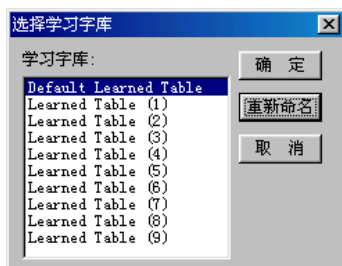 选择学习字库
学习字库:
Default Learned Table
Learned Table (1)
Learned Table (2)
Learned Table (3)
Learned Table (4)
Learned Table (5)
Learned Table (6)
Learned Table (7)
Learned Table (8)
Learned Table (9)
确 定
重新命名
取 消